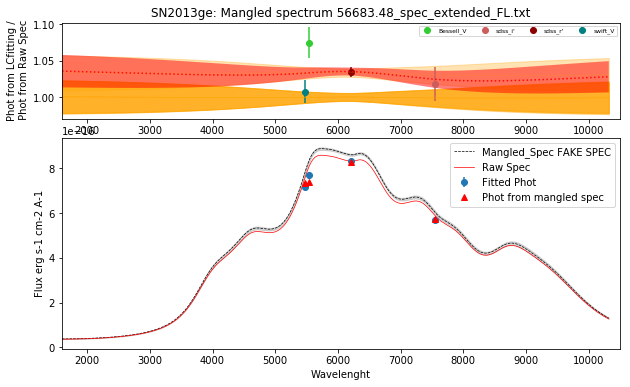 SN2013ge: Mangled spectrum 56683.48_spec_extended_FL.txt
Phot from LCfitting /
Phot from Raw Spec
1.10
1.05
1.00
Bessell_V
sdss_i'
sdss_r'
swift_V
2000 3000 4000 5000 6000 7000 8000 9000 10000
1e−16
Flux erg s-1 cm-2 A-1
8
6
4
2
0
Mangled_Spec FAKE SPEC
Raw Spec
Fitted Phot
Phot from mangled spec
2000 3000 4000 5000 6000 7000 8000 9000 10000
Wavelenght